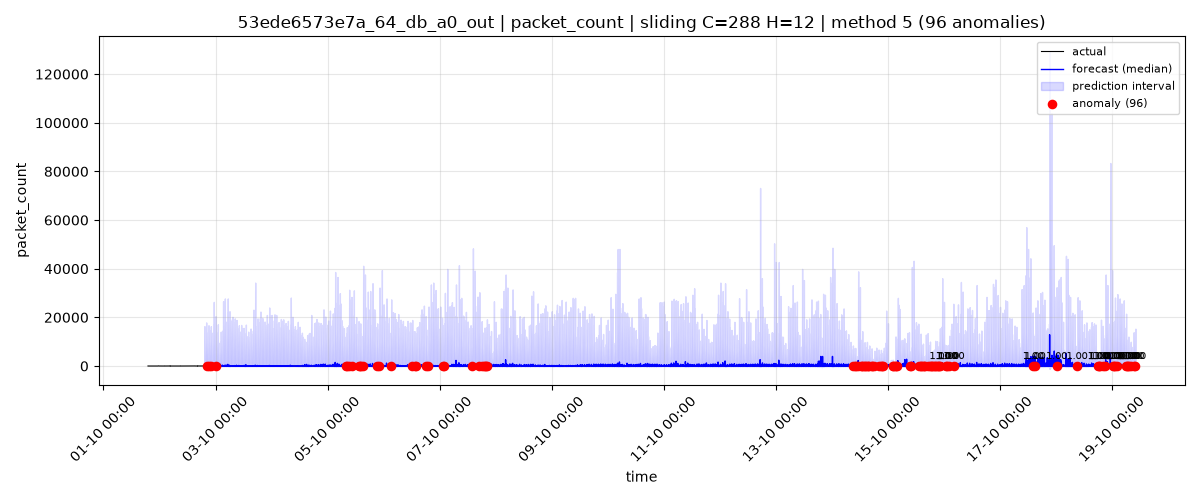 53ede6573e7a_64_db_a0_out | packet_count | sliding C=288 H=12 | method 5 (96 anomalies)
actual
forecast (median)
prediction interval
anomaly (96)
packet_count
120000
100000
80000
60000
40000
20000
0
01-10 00:00
03-10 00:00
05-10 00:00
07-10 00:00
09-10 00:00
11-10 00:00
13-10 00:00
15-10 00:00
17-10 00:00
19-10 00:00
time